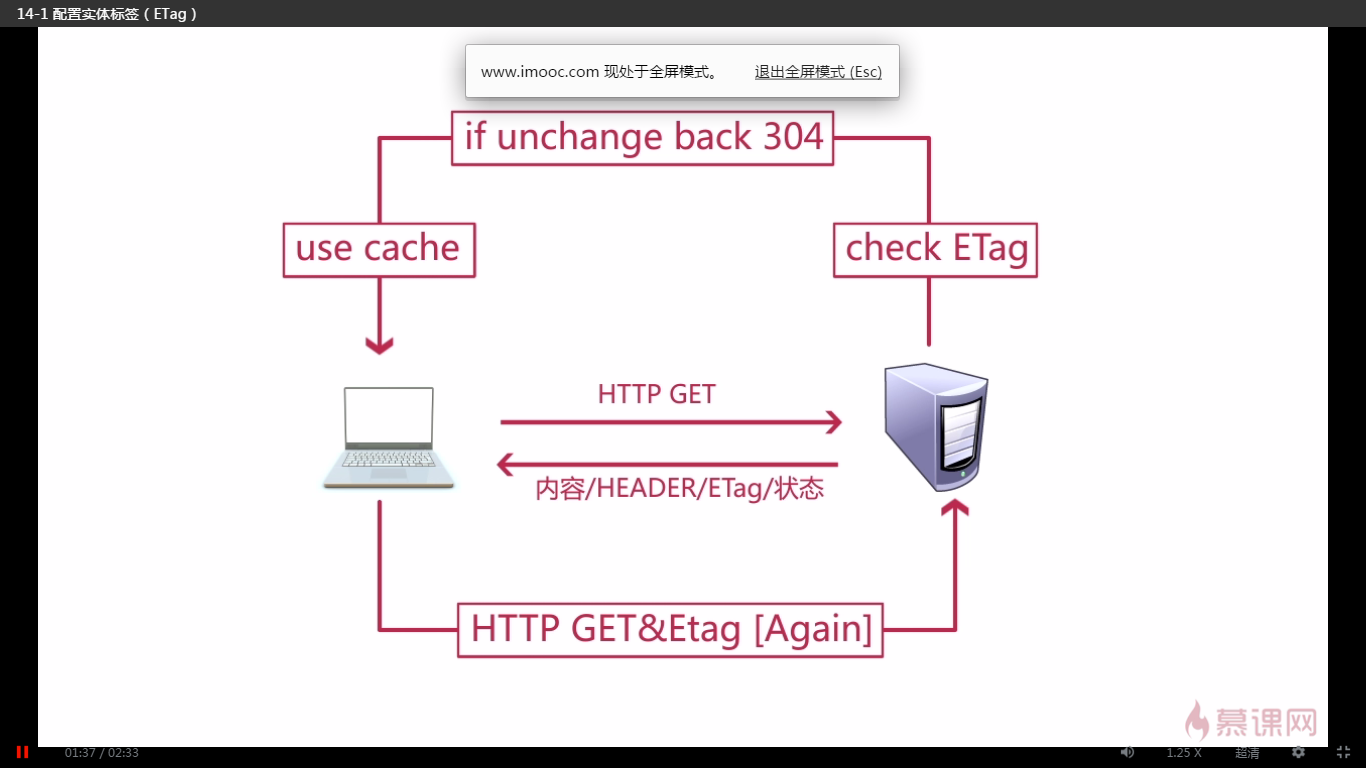 14-1 配置实体标签 ( ETag )
www.imooc.com 现处于全屏模式。 退出全屏模式 (Esc)
if unchange back 304
use cache
check ETag
HTTP GET
内容/HEADER/ETag/状态
HTTP GET&Etag [Again]
慕课网
01:37 / 02:33
1.25 X
超清